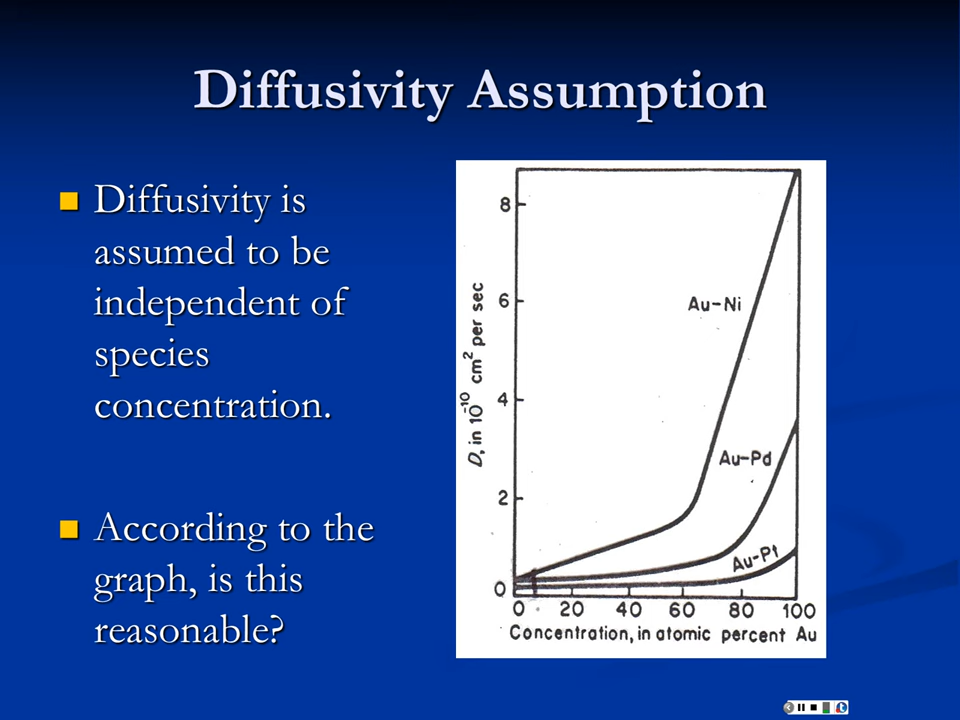 Diffusivity Assumption
Diffusivity is
assumed to be
independent of
species
concentration.
According to the
graph, is this
reasonable?
D, in 10⁻¹⁰ cm² per sec
8
6
4
2
0
Au-Ni
Au-Pd
Au-Pt
0 20 40 60 80 100
Concentration, in atomic percent Au